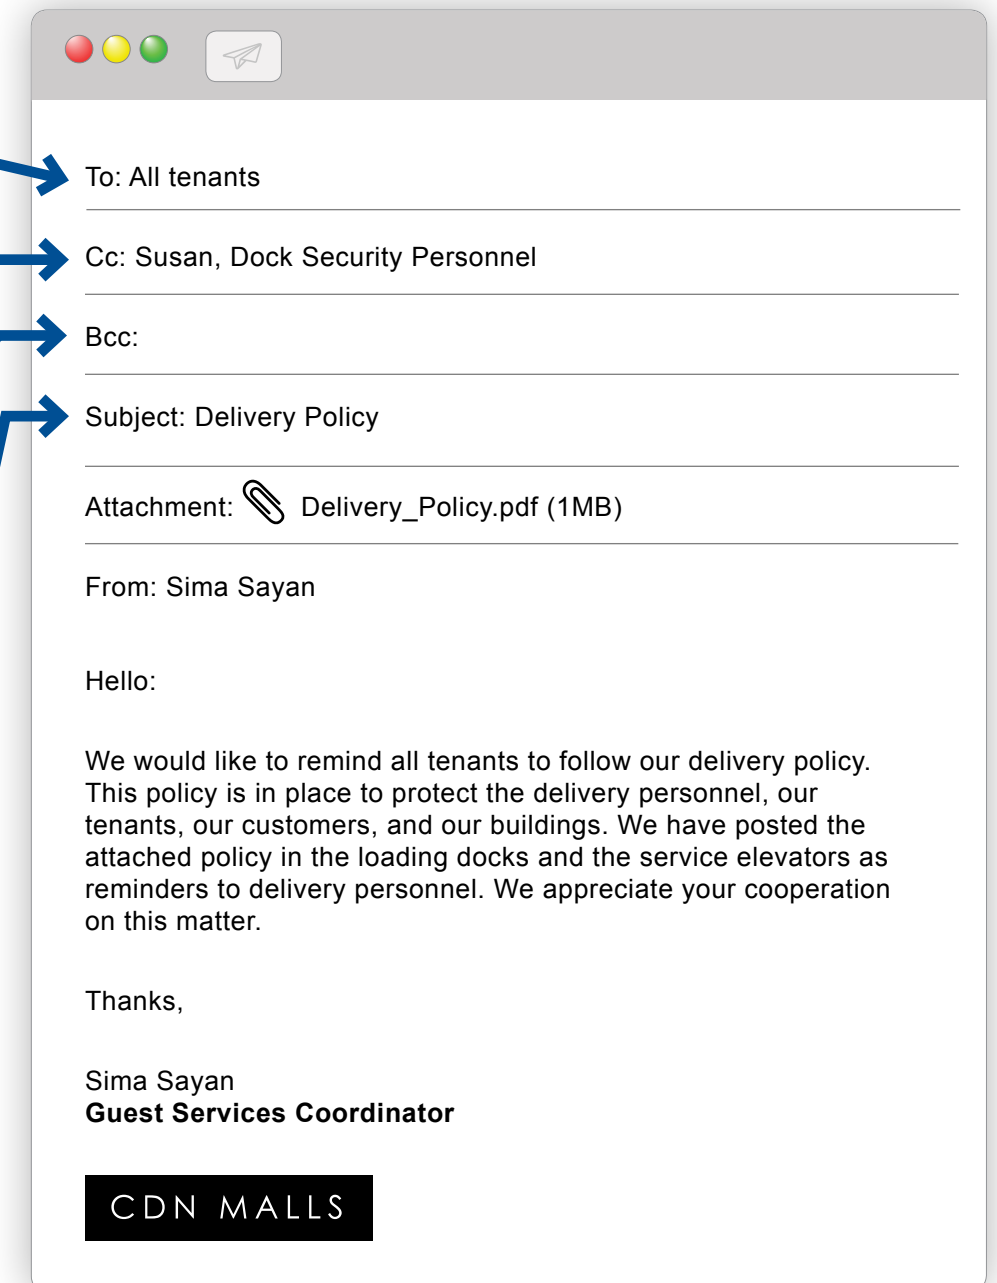 To: All tenants
Cc: Susan, Dock Security Personnel
Bcc:
Subject: Delivery Policy
Attachment: Delivery_Policy.pdf (1MB)
From: Sima Sayan
Hello:
We would like to remind all tenants to follow our delivery policy.
This policy is in place to protect the delivery personnel, our
tenants, our customers, and our buildings. We have posted the
attached policy in the loading docks and the service elevators as
reminders to delivery personnel. We appreciate your cooperation
on this matter.
Thanks,
Sima Sayan
Guest Services Coordinator
CDN MALLS